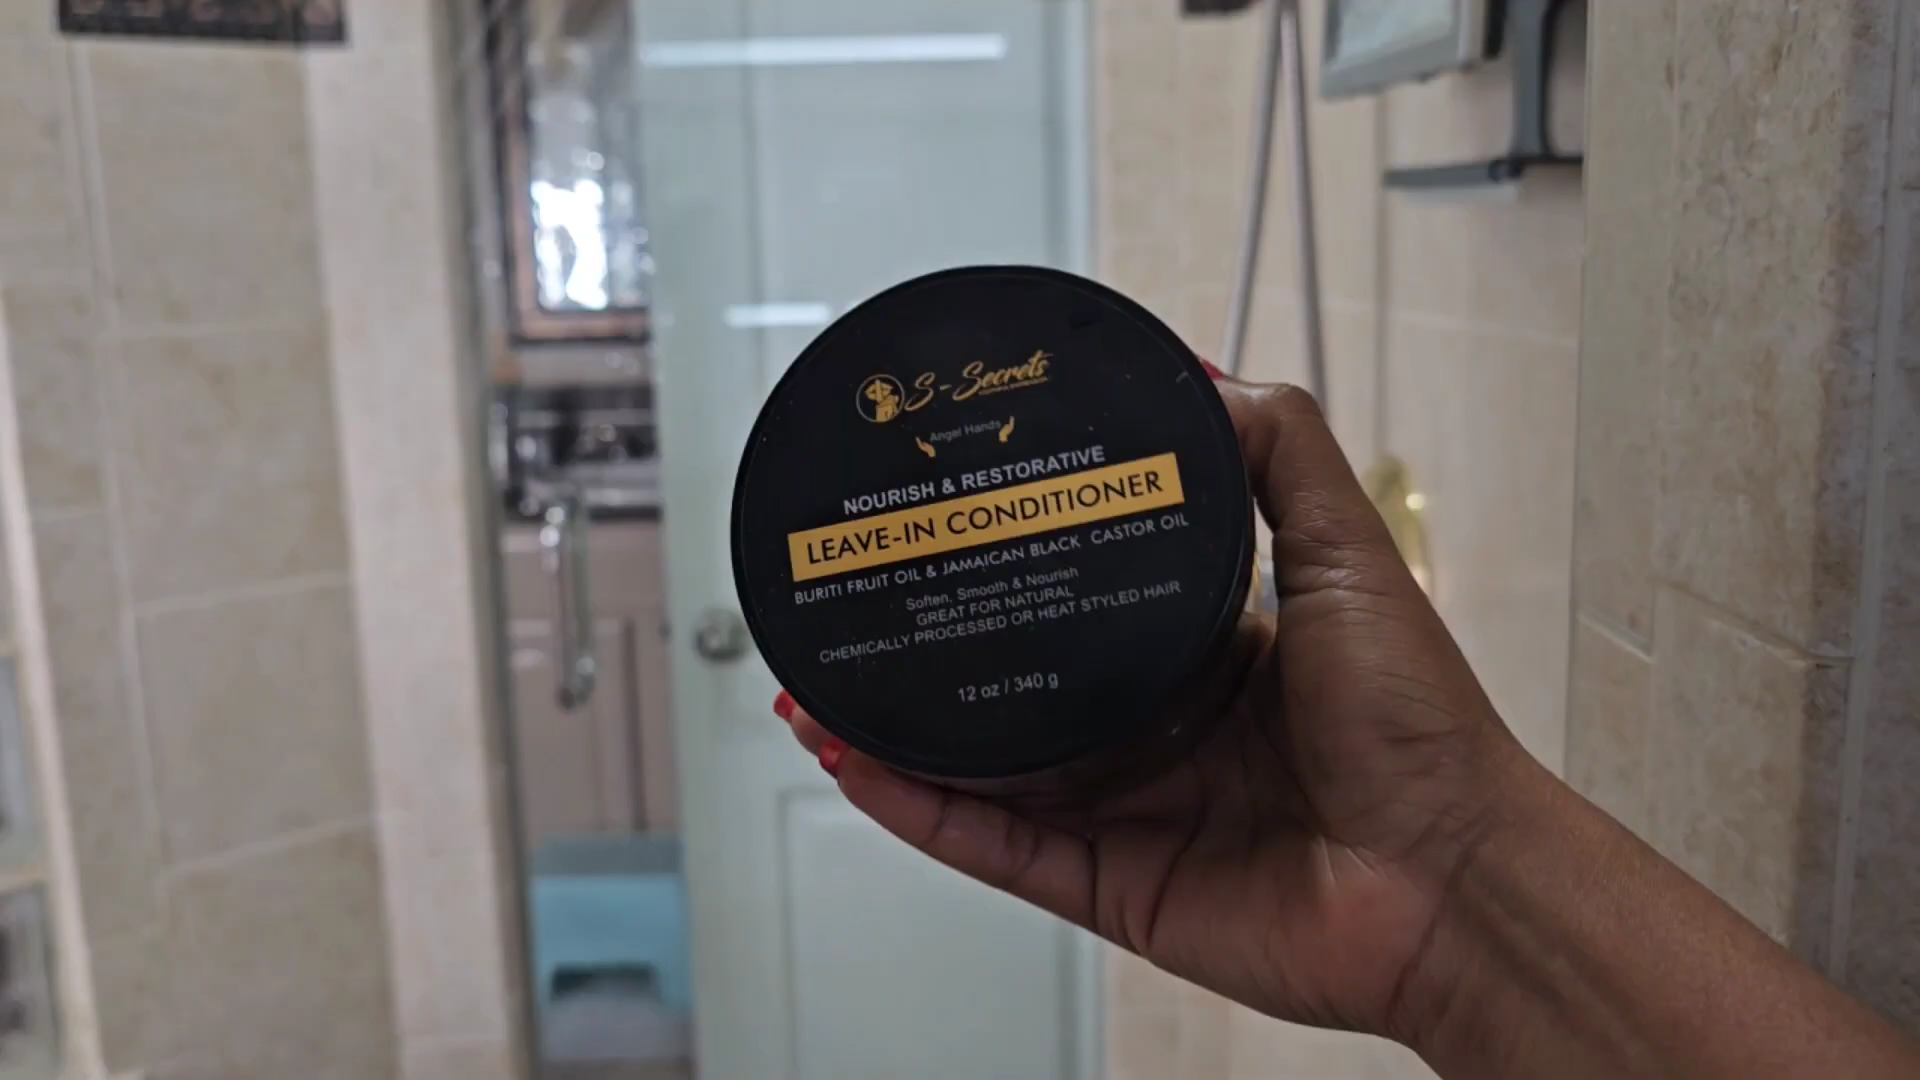 S-Secrets
Angel Hands
NOURISH & RESTORATIVE
LEAVE-IN CONDITIONER
BURITI FRUIT OIL & JAMAICAN BLACK CASTOR OIL
Soften, Smooth & Nourish
GREAT FOR NATURAL
CHEMICALLY PROCESSED OR HEAT STYLED HAIR
12 oz / 340 g